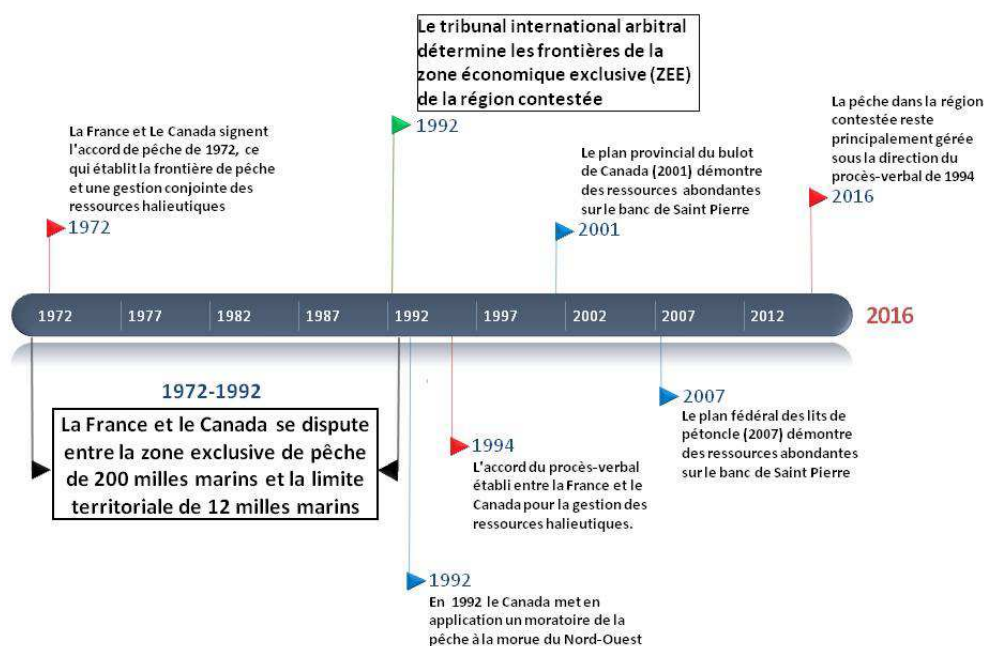 Le tribunal international arbitral
détermine les frontières de la
zone économique exclusive (ZEE)
de la région contestée
1992
La France et Le Canada signent
l'accord de pêche de 1972, ce
qui établit la frontière de pêche
et une gestion conjointe des
ressources halieutiques
1972
Le plan provincial du bulot
de Canada (2001) démontre
des ressources abondantes
sur le banc de Saint Pierre
2001
La pêche dans la région
contestée reste
principalement gérée
sous la direction du
procès-verbal de 1994
2016
1972 1977 1982 1987 1992 1997 2002 2007 2012 2016
1972-1992
La France et le Canada se dispute
entre la zone exclusive de pêche
de 200 milles marins et la limite
territoriale de 12 milles marins
1994
L'accord du procès-verbal
établi entre la France et le
Canada pour la gestion des
ressources halieutiques.
2007
Le plan fédéral des lits de
pétoncle (2007) démontre
des ressources abondantes
sur le banc de Saint Pierre
1992
En 1992 le Canada met en
application un moratoire de la
pêche à la morue du Nord-Ouest